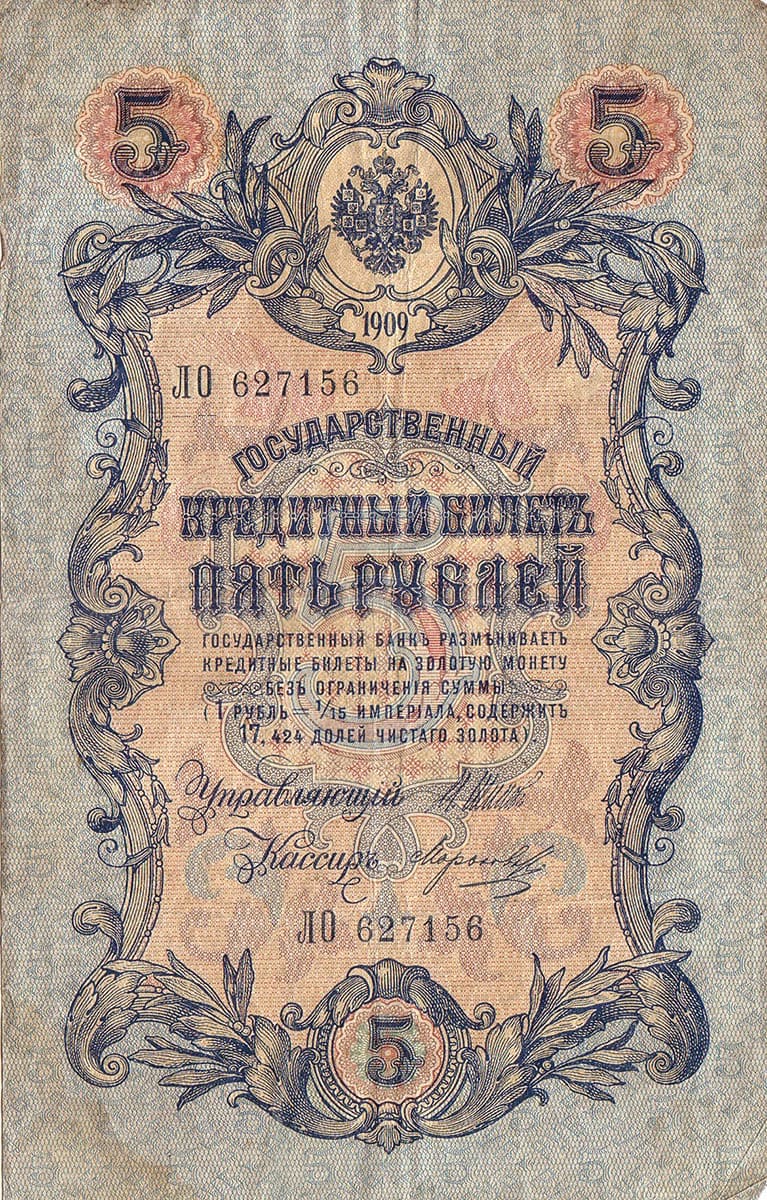 5 5
1909
ЛО 627156
ГОСУДАРСТВЕННЫЙ
КРЕДИТНЫЙ БИЛЕТЪ
ПЯТЬ РУБЛЕЙ
ГОСУДАРСТВЕННЫЙ БАНКЪ РАЗМѢНИВАЕТЪ
КРЕДИТНЫЕ БИЛЕТЫ НА ЗОЛОТУЮ МОНЕТУ
БЕЗЪ ОГРАНИЧЕНІЯ СУММЫ
(1 РУБЛЬ = 1/15 ИМПЕРІАЛА, СОДЕРЖИТЪ
17,424 ДОЛЕЙ ЧИСТАГО ЗОЛОТА).
Управляющій
Кассиръ
ЛО 627156
5